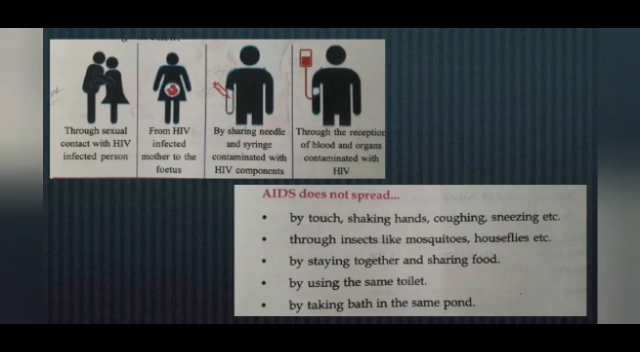 Through sexual
contact with HIV
infected person
From HIV
infected
mother to the
foetus
By sharing needle
and syringe
contaminated with
HIV components
Through the reception
of blood and organs
contaminated with
HIV
AIDS does not spread...
• by touch, shaking hands, coughing, sneezing etc.
• through insects like mosquitoes, houseflies etc.
• by staying together and sharing food.
• by using the same toilet.
• by taking bath in the same pond.